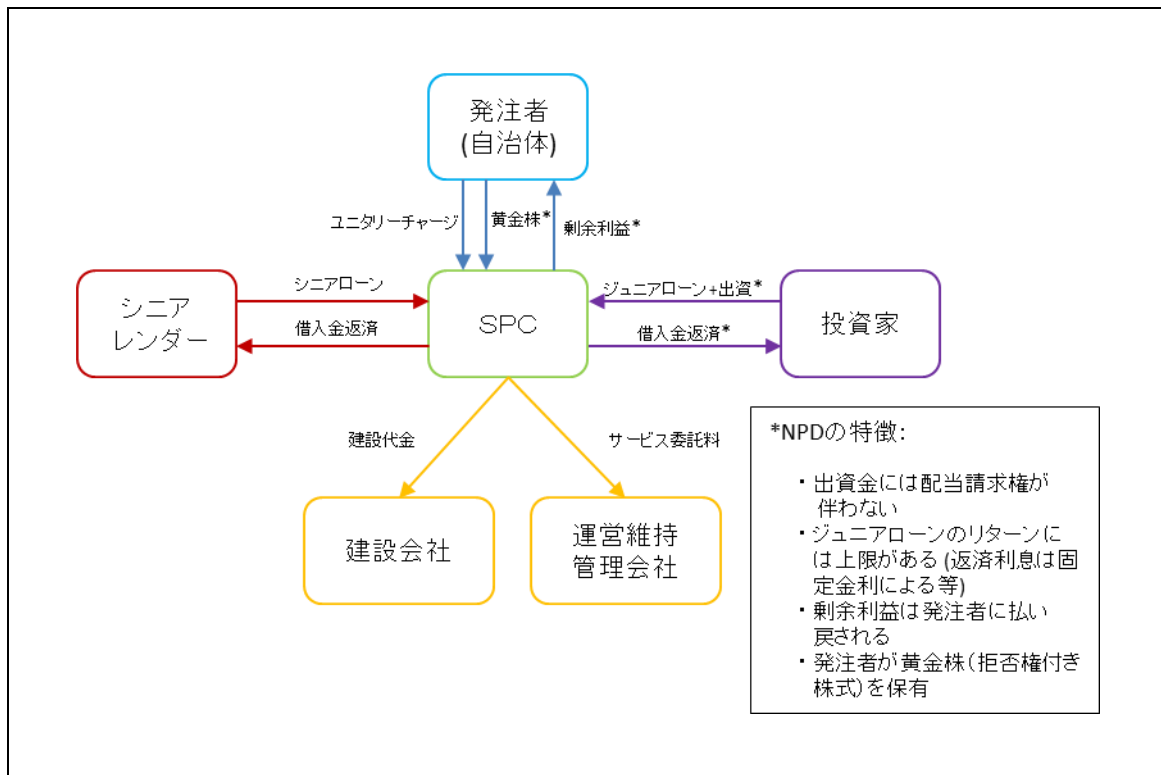 発注者
(自治体)
ユニタリーチャージ
黄金株*
剰余利益*
シニアローン
ジュニアローン+出資*
シニア
レンダー
SPC
投資家
借入金返済
借入金返済*
建設代金
サービス委託料
建設会社
運営維持
管理会社
*NPDの特徴:
・出資金には配当請求権が
伴わない
・ジュニアローンのリターンに
は上限がある (返済利息は固
定金利による等)
・剰余利益は発注者に払い
戻される
・発注者が黄金株(拒否権付き
株式)を保有